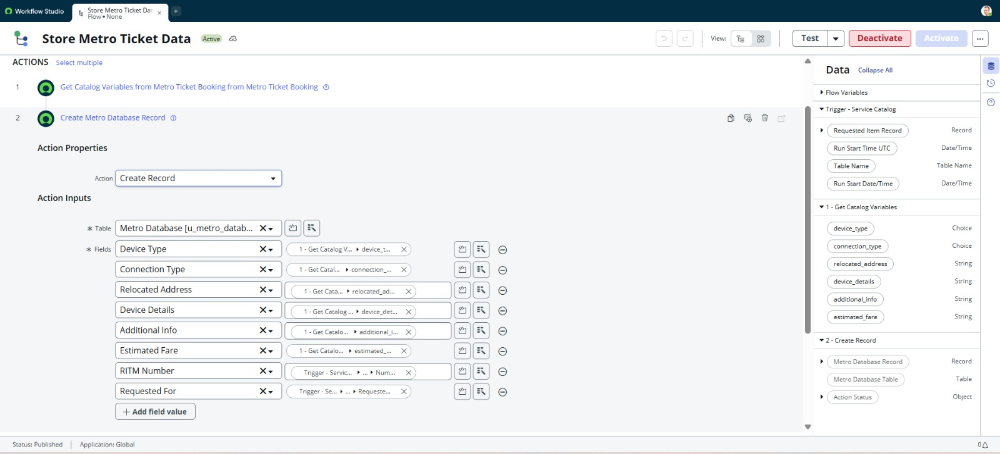 Workflow Studio
Store Metro Ticket Dat
Flow • None
×
+
Store Metro Ticket Data
Active
View:
Test
Deactivate
Activate
...
ACTIONS
Select multiple
1
Get Catalog Variables from Metro Ticket Booking from Metro Ticket Booking
2
Create Metro Database Record
Action Properties
Action
Create Record
Action Inputs
* Table
Metro Database [u_metro_datab...
* Fields
Device Type
1 - Get Catalog V... ▸ device_t...
Connection Type
1 - Get Catal... ▸ connection_...
Relocated Address
1 - Get Cata... ▸ relocated_ad...
Device Details
1 - Get Catalog ... ▸ device_det...
Additional Info
1 - Get Catalo... ▸ additional_i...
Estimated Fare
1 - Get Catalo... ▸ estimated_...
RITM Number
Trigger - Servic... ▸ ... ▸ Num...
Requested For
Trigger - Se... ▸ ... ▸ Requeste...
+ Add field value
Data
Collapse All
Flow Variables
Trigger - Service Catalog
Requested Item Record Record
Run Start Time UTC Date/Time
Table Name Table Name
Run Start Date/Time Date/Time
1 - Get Catalog Variables
device_type Choice
connection_type Choice
relocated_address String
device_details String
additional_info String
estimated_fare String
2 - Create Record
Metro Database Record Record
Metro Database Table Table
Action Status Object
Status: Published
Application: Global
0